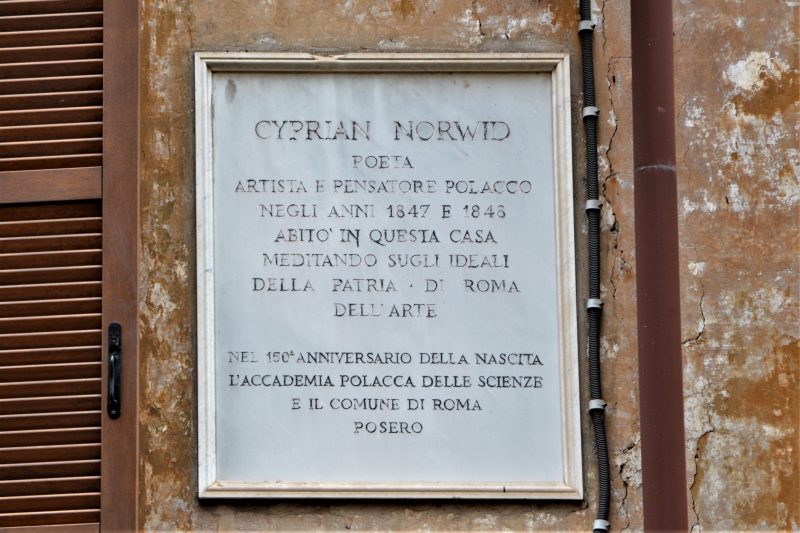 CYPRIAN NORWID
POETA
ARTISTA E PENSATORE POLACCO
NEGLI ANNI 1847 E 1848
ABITO' IN QUESTA CASA
MEDITANDO SUGLI IDEALI
DELLA PATRIA · DI ROMA
DELL'ARTE
NEL 150º ANNIVERSARIO DELLA NASCITA
L'ACCADEMIA POLACCA DELLE SCIENZE
E IL COMUNE DI ROMA
POSERO